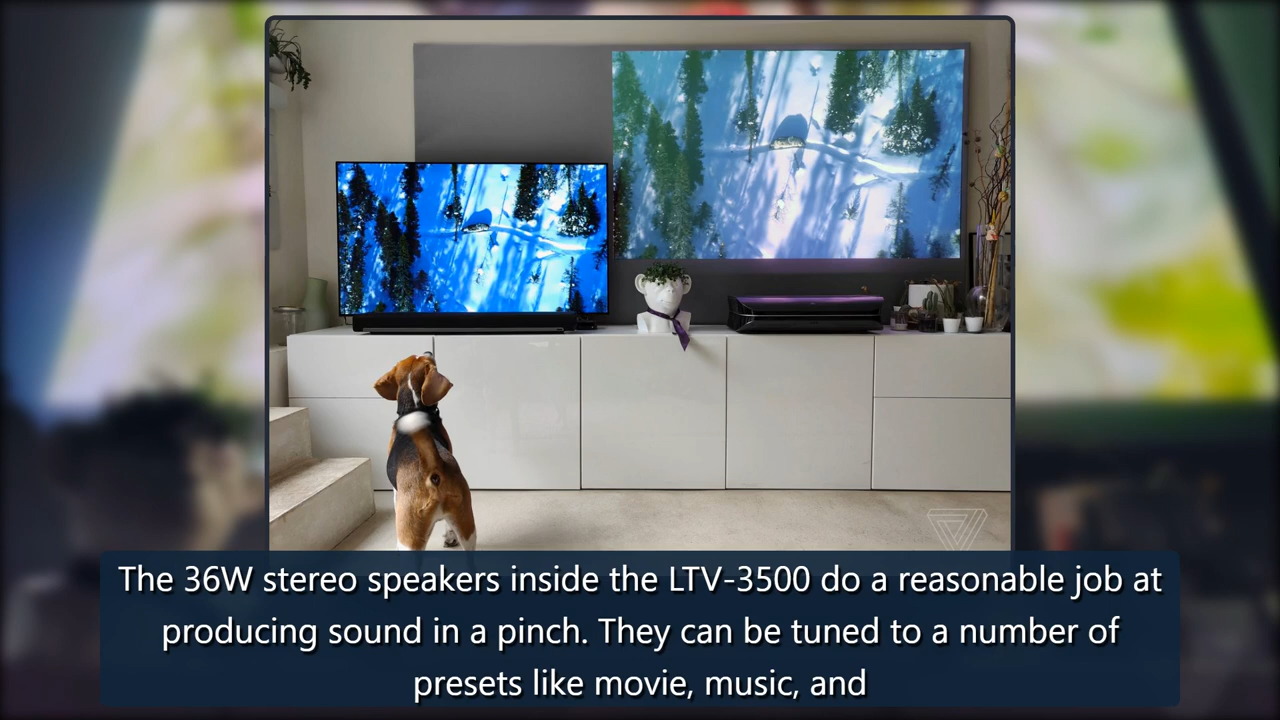 The 36W stereo speakers inside the LTV-3500 do a reasonable job at
producing sound in a pinch. They can be tuned to a number of
presets like movie, music, and